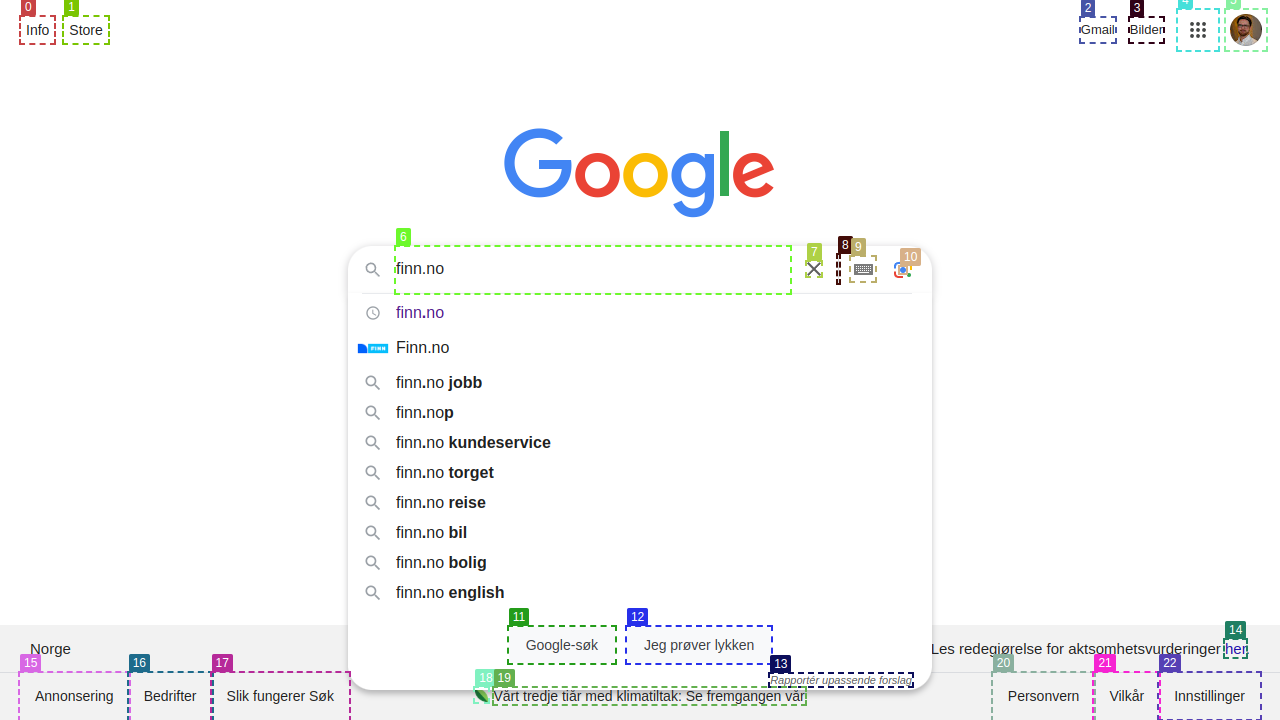 0 1 2 3 4 5
Info Store Gmail Bilder
Google
6 7 8 9 10
finn.no
finn.no
FINN Finn.no
finn.no jobb
finn.nop
finn.no kundeservice
finn.no torget
finn.no reise
finn.no bil
finn.no bolig
finn.no english
11 12
Google-søk Jeg prøver lykken
13 14
Norge Les redegjørelse for aktsomhetsvurderinger her.
Rapportér upassende forslag
15 16 17 18 19 20 21 22
Annonsering Bedrifter Slik fungerer Søk Vårt tredje tiår med klimatiltak: Se fremgangen vår Personvern Vilkår Innstillinger